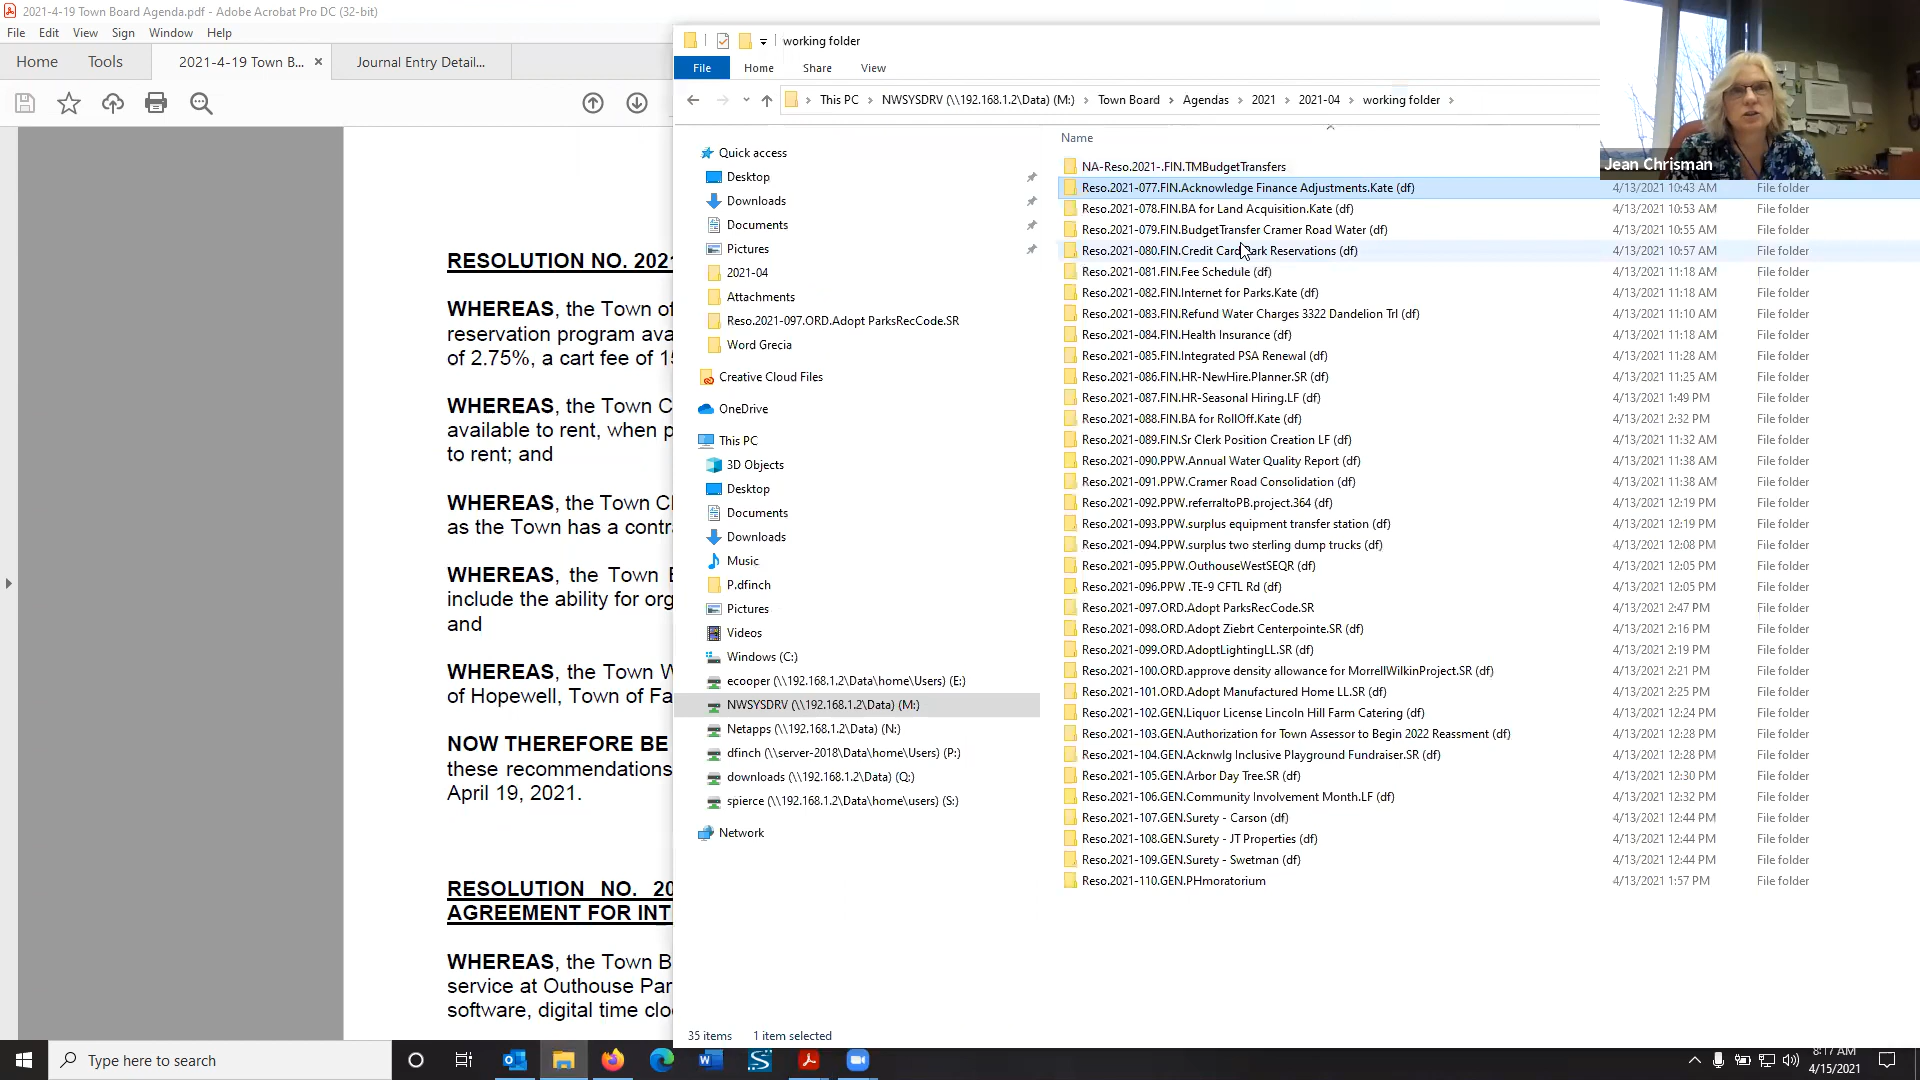 2021-4-19 Town Board Agenda.pdf - Adobe Acrobat Pro DC (32-bit)
File Edit View Sign Window Help
Home Tools 2021-4-19 Town B... × Journal Entry Detail...
RESOLUTION NO. 2021
WHEREAS, the Town of
reservation program ava
of 2.75%, a cart fee of 15
WHEREAS, the Town C
available to rent, when p
to rent; and
WHEREAS, the Town Cl
as the Town has a contra
WHEREAS, the Town B
include the ability for org
and
WHEREAS, the Town W
of Hopewell, Town of Fa
NOW THEREFORE BE
these recommendations
April 19, 2021.
RESOLUTION NO. 20
AGREEMENT FOR INT
WHEREAS, the Town B
service at Outhouse Par
software, digital time clo
working folder
File Home Share View
This PC > NWSYSDRV (\\192.168.1.2\Data) (M:) > Town Board > Agendas > 2021 > 2021-04 > working folder >
Quick access
Desktop
Downloads
Documents
Pictures
2021-04
Attachments
Reso.2021-097.ORD.Adopt ParksRecCode.SR
Word Grecia
Creative Cloud Files
OneDrive
This PC
3D Objects
Desktop
Documents
Downloads
Music
P.dfinch
Pictures
Videos
Windows (C:)
ecooper (\\192.168.1.2\Data\home\Users) (E:)
NWSYSDRV (\\192.168.1.2\Data) (M:)
Netapps (\\192.168.1.2\Data) (N:)
dfinch (\\server-2018\Data\home\Users) (P:)
downloads (\\192.168.1.2\Data) (Q:)
spierce (\\192.168.1.2\Data\home\users) (S:)
Network
Name
NA-Reso.2021-.FIN.TMBudgetTransfers
Reso.2021-077.FIN.Acknowledge Finance Adjustments.Kate (df) 4/13/2021 10:43 AM File folder
Reso.2021-078.FIN.BA for Land Acquisition.Kate (df) 4/13/2021 10:53 AM File folder
Reso.2021-079.FIN.BudgetTransfer Cramer Road Water (df) 4/13/2021 10:55 AM File folder
Reso.2021-080.FIN.Credit Card Park Reservations (df) 4/13/2021 10:57 AM File folder
Reso.2021-081.FIN.Fee Schedule (df) 4/13/2021 11:18 AM File folder
Reso.2021-082.FIN.Internet for Parks.Kate (df) 4/13/2021 11:18 AM File folder
Reso.2021-083.FIN.Refund Water Charges 3322 Dandelion Trl (df) 4/13/2021 11:10 AM File folder
Reso.2021-084.FIN.Health Insurance (df) 4/13/2021 11:18 AM File folder
Reso.2021-085.FIN.Integrated PSA Renewal (df) 4/13/2021 11:28 AM File folder
Reso.2021-086.FIN.HR-NewHire.Planner.SR (df) 4/13/2021 11:25 AM File folder
Reso.2021-087.FIN.HR-Seasonal Hiring.LF (df) 4/13/2021 1:49 PM File folder
Reso.2021-088.FIN.BA for RollOff.Kate (df) 4/13/2021 2:32 PM File folder
Reso.2021-089.FIN.Sr Clerk Position Creation LF (df) 4/13/2021 11:32 AM File folder
Reso.2021-090.PPW.Annual Water Quality Report (df) 4/13/2021 11:38 AM File folder
Reso.2021-091.PPW.Cramer Road Consolidation (df) 4/13/2021 11:38 AM File folder
Reso.2021-092.PPW.referraltoPB.project.364 (df) 4/13/2021 12:19 PM File folder
Reso.2021-093.PPW.surplus equipment transfer station (df) 4/13/2021 12:19 PM File folder
Reso.2021-094.PPW.surplus two sterling dump trucks (df) 4/13/2021 12:08 PM File folder
Reso.2021-095.PPW.OuthouseWestSEQR (df) 4/13/2021 12:05 PM File folder
Reso.2021-096.PPW .TE-9 CFTL Rd (df) 4/13/2021 12:05 PM File folder
Reso.2021-097.ORD.Adopt ParksRecCode.SR 4/13/2021 2:47 PM File folder
Reso.2021-098.ORD.Adopt Ziebrt Centerpointe.SR (df) 4/13/2021 2:16 PM File folder
Reso.2021-099.ORD.AdoptLightingLL.SR (df) 4/13/2021 2:19 PM File folder
Reso.2021-100.ORD.approve density allowance for MorrellWilkinProject.SR (df) 4/13/2021 2:21 PM File folder
Reso.2021-101.ORD.Adopt Manufactured Home LL.SR (df) 4/13/2021 2:25 PM File folder
Reso.2021-102.GEN.Liquor License Lincoln Hill Farm Catering (df) 4/13/2021 12:24 PM File folder
Reso.2021-103.GEN.Authorization for Town Assessor to Begin 2022 Reassment (df) 4/13/2021 12:28 PM File folder
Reso.2021-104.GEN.Acknwlg Inclusive Playground Fundraiser.SR (df) 4/13/2021 12:28 PM File folder
Reso.2021-105.GEN.Arbor Day Tree.SR (df) 4/13/2021 12:30 PM File folder
Reso.2021-106.GEN.Community Involvement Month.LF (df) 4/13/2021 12:32 PM File folder
Reso.2021-107.GEN.Surety - Carson (df) 4/13/2021 12:44 PM File folder
Reso.2021-108.GEN.Surety - JT Properties (df) 4/13/2021 12:44 PM File folder
Reso.2021-109.GEN.Surety - Swetman (df) 4/13/2021 12:44 PM File folder
Reso.2021-110.GEN.PHmoratorium 4/13/2021 1:57 PM File folder
35 items 1 item selected
Jean Chrisman
Type here to search
8:17 AM
4/15/2021